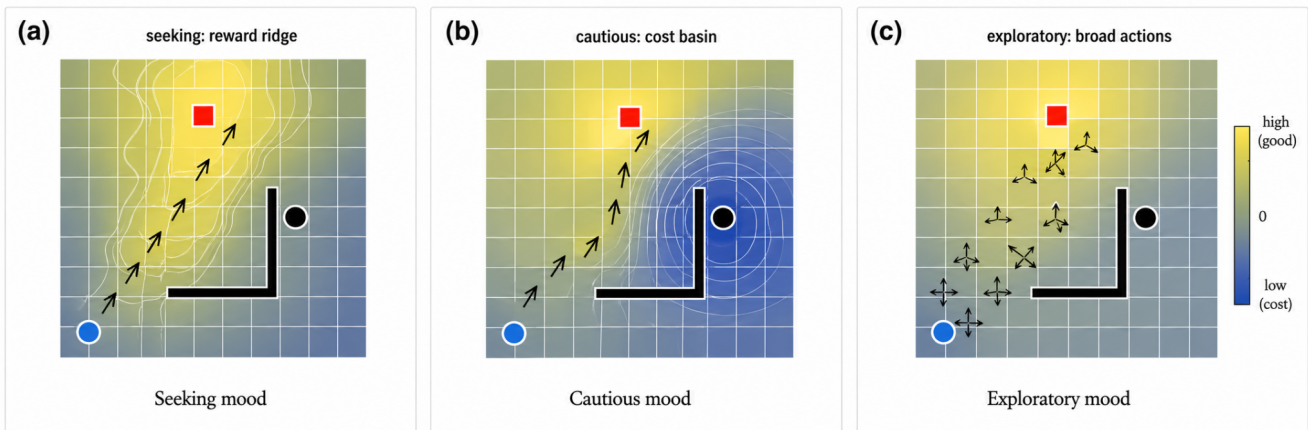 (a)
seeking: reward ridge
Seeking mood
(b)
cautious: cost basin
Cautious mood
(c)
exploratory: broad actions
Exploratory mood
high
(good)
0
low
(cost)